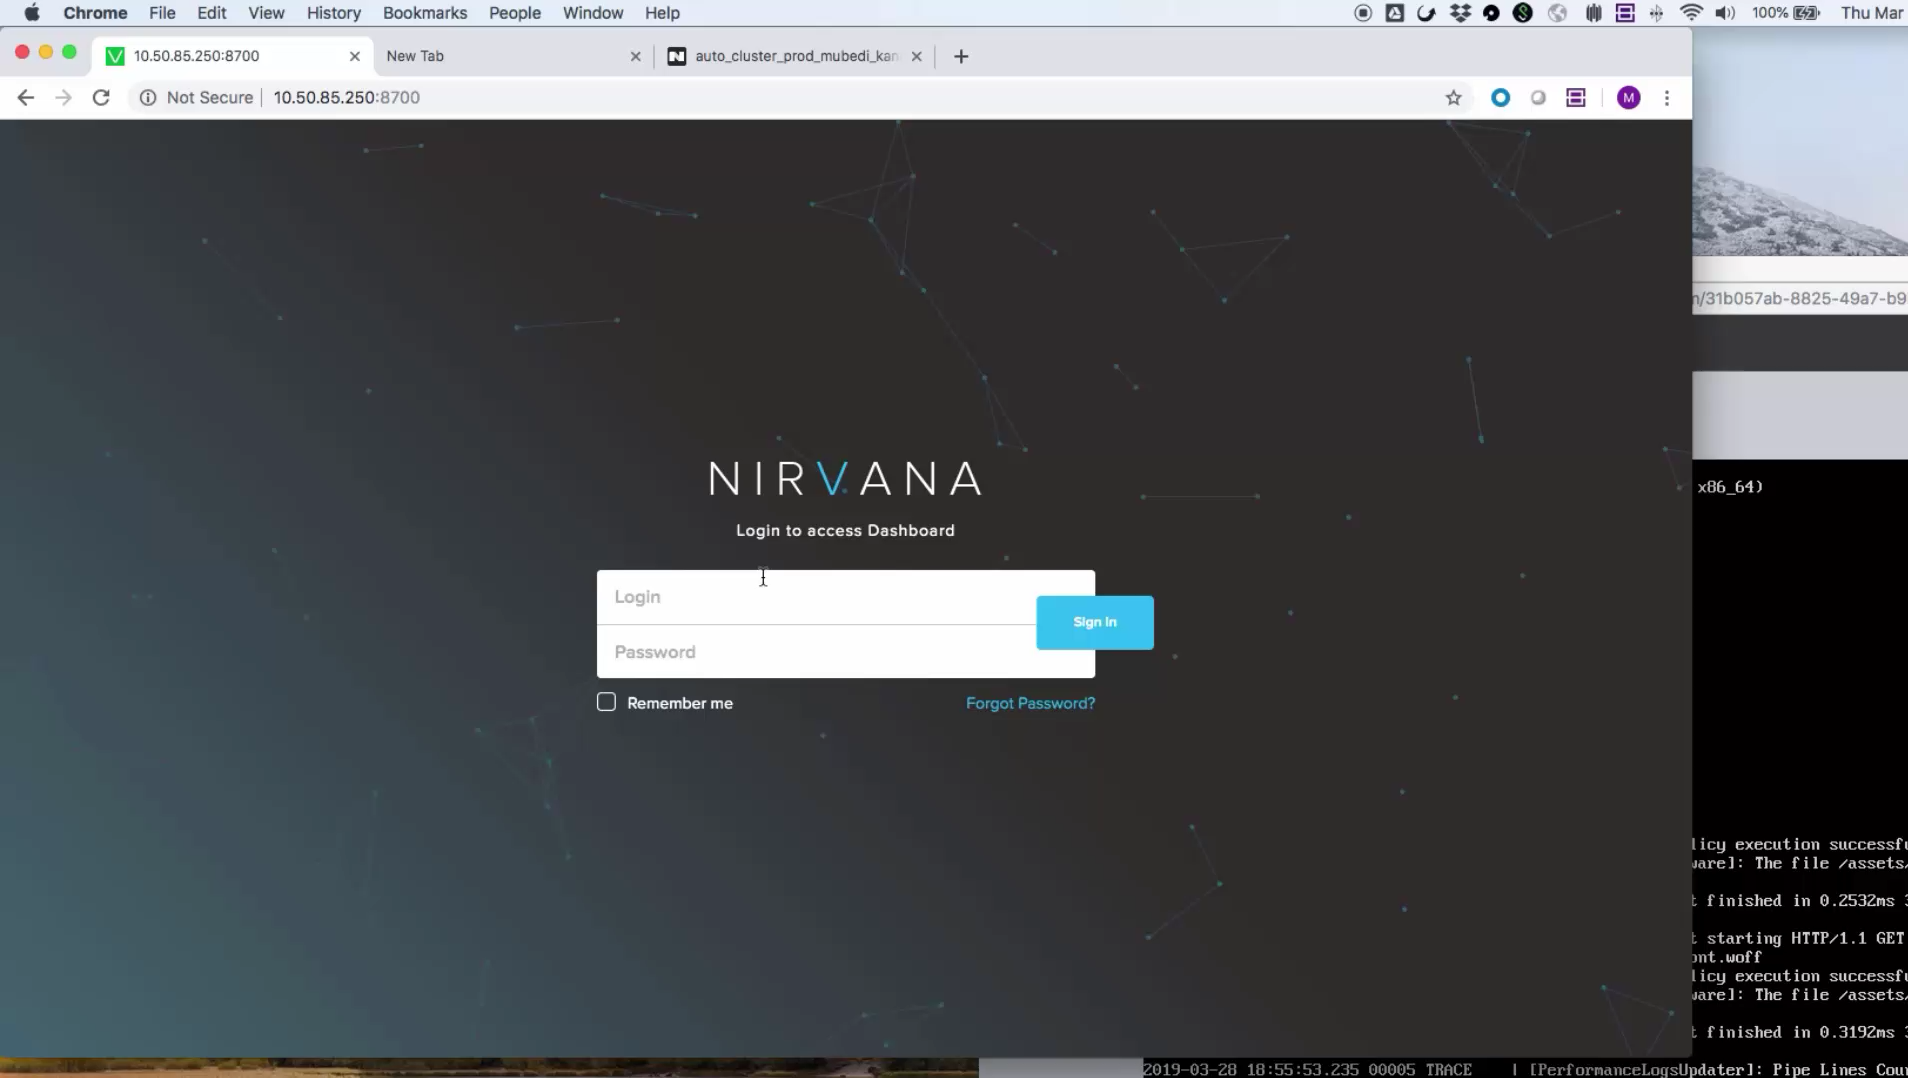 Chrome File Edit View History Bookmarks People Window Help 100% Thu Mar
10.50.85.250:8700 New Tab auto_cluster_prod_mubedi_kan
Not Secure 10.50.85.250:8700 M
/31b057ab-8825-49a7-b9
NIRVANA
Login to access Dashboard
Login
Password
Sign In
Remember me Forgot Password?
x86_64)
licy execution successfu
ware]: The file /assets/
t finished in 0.2532ms
t starting HTTP/1.1 GET
ont.woff
licy execution successfu
ware]: The file /assets/
t finished in 0.3192ms
2019-03-28 18:55:53.235 00005 TRACE | [PerformanceLogsUpdater]: Pipe Lines Cou